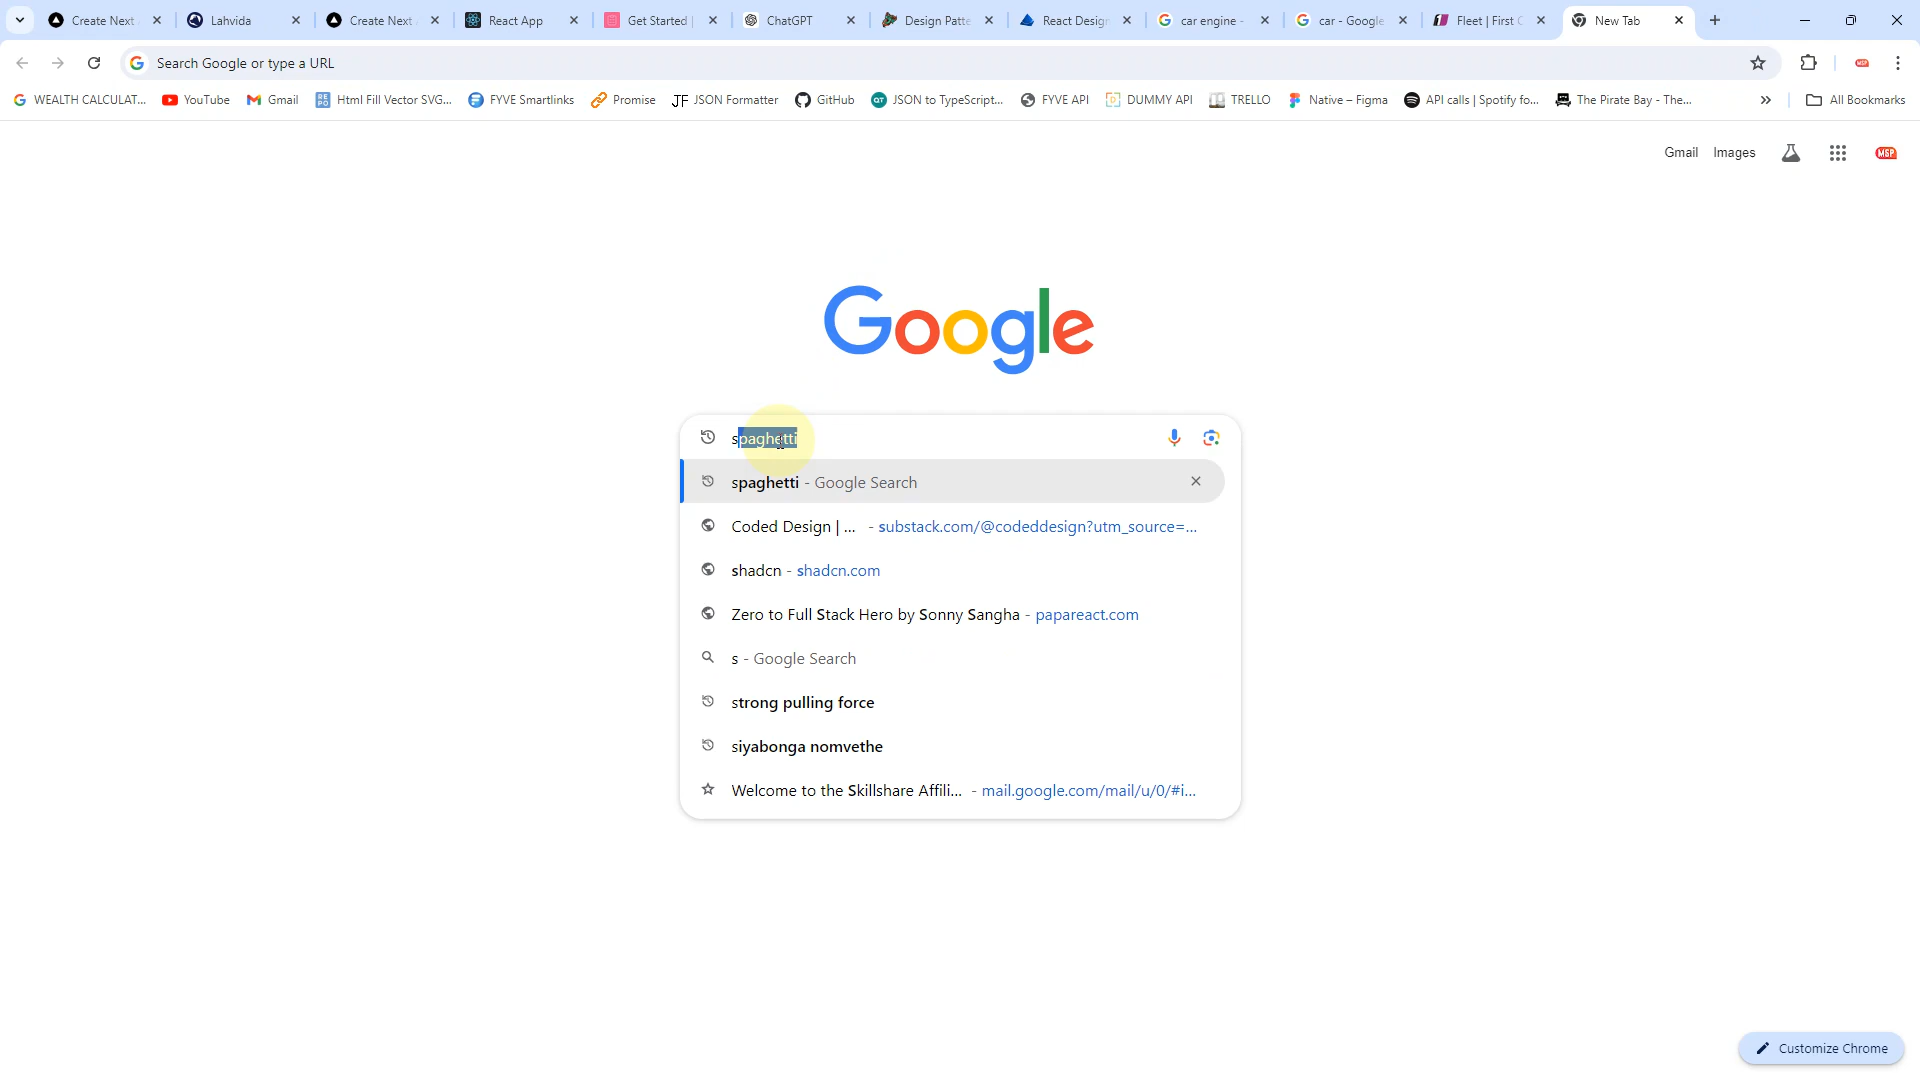 Create Next
Lahvida
Create Next
React App
Get Started
ChatGPT
Design Patte
React Design
car engine -
car - Google
Fleet | First C
New Tab
Search Google or type a URL
WEALTH CALCULAT...
YouTube
Gmail
Html Fill Vector SVG...
FYVE Smartlinks
Promise
JSON Formatter
GitHub
JSON to TypeScript...
FYVE API
DUMMY API
TRELLO
Native – Figma
API calls | Spotify fo...
The Pirate Bay - The...
»
All Bookmarks
Gmail
Images
MSP
Google
spaghetti
spaghetti - Google Search
Coded Design | ... - substack.com/@codeddesign?utm_source=...
shadcn - shadcn.com
Zero to Full Stack Hero by Sonny Sangha - papareact.com
s - Google Search
strong pulling force
siyabonga nomvethe
Welcome to the Skillshare Affili... - mail.google.com/mail/u/0/#i...
Customize Chrome